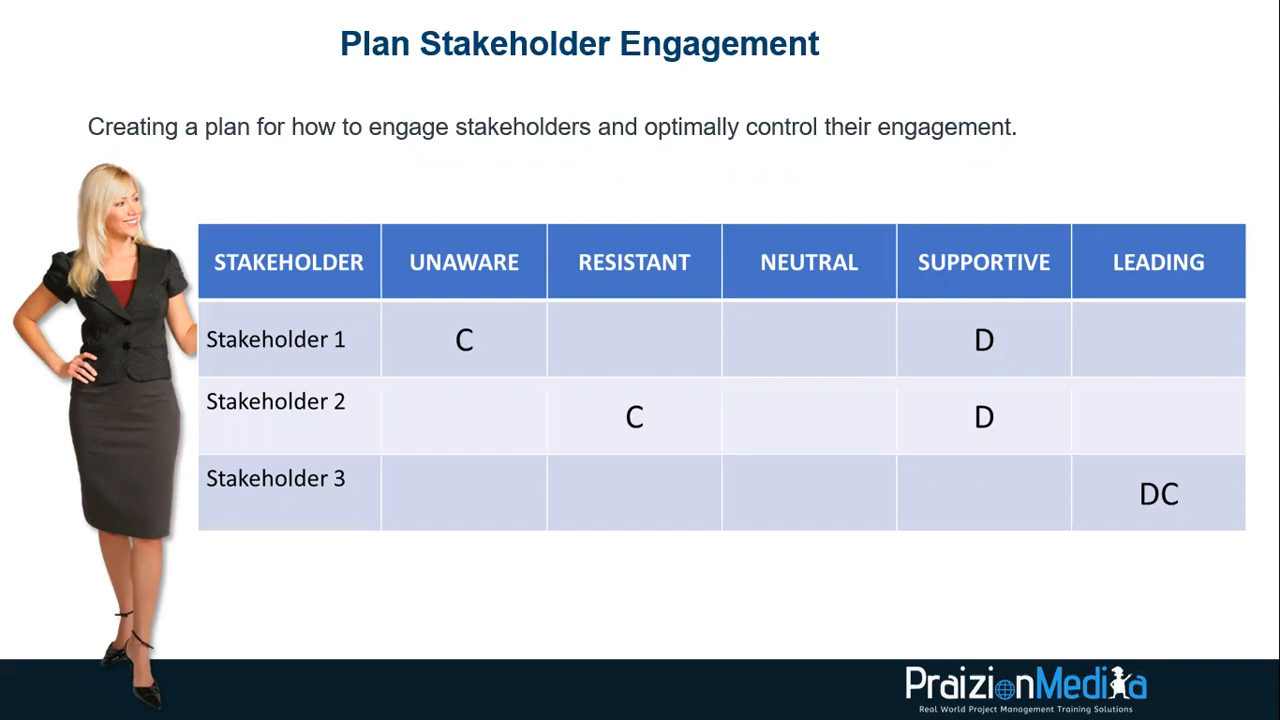 Plan Stakeholder Engagement
Creating a plan for how to engage stakeholders and optimally control their engagement.
STAKEHOLDER UNAWARE RESISTANT NEUTRAL SUPPORTIVE LEADING
Stakeholder 1 C D
Stakeholder 2 C D
Stakeholder 3 DC
PraizionMedia
Real World Project Management Training Solutions